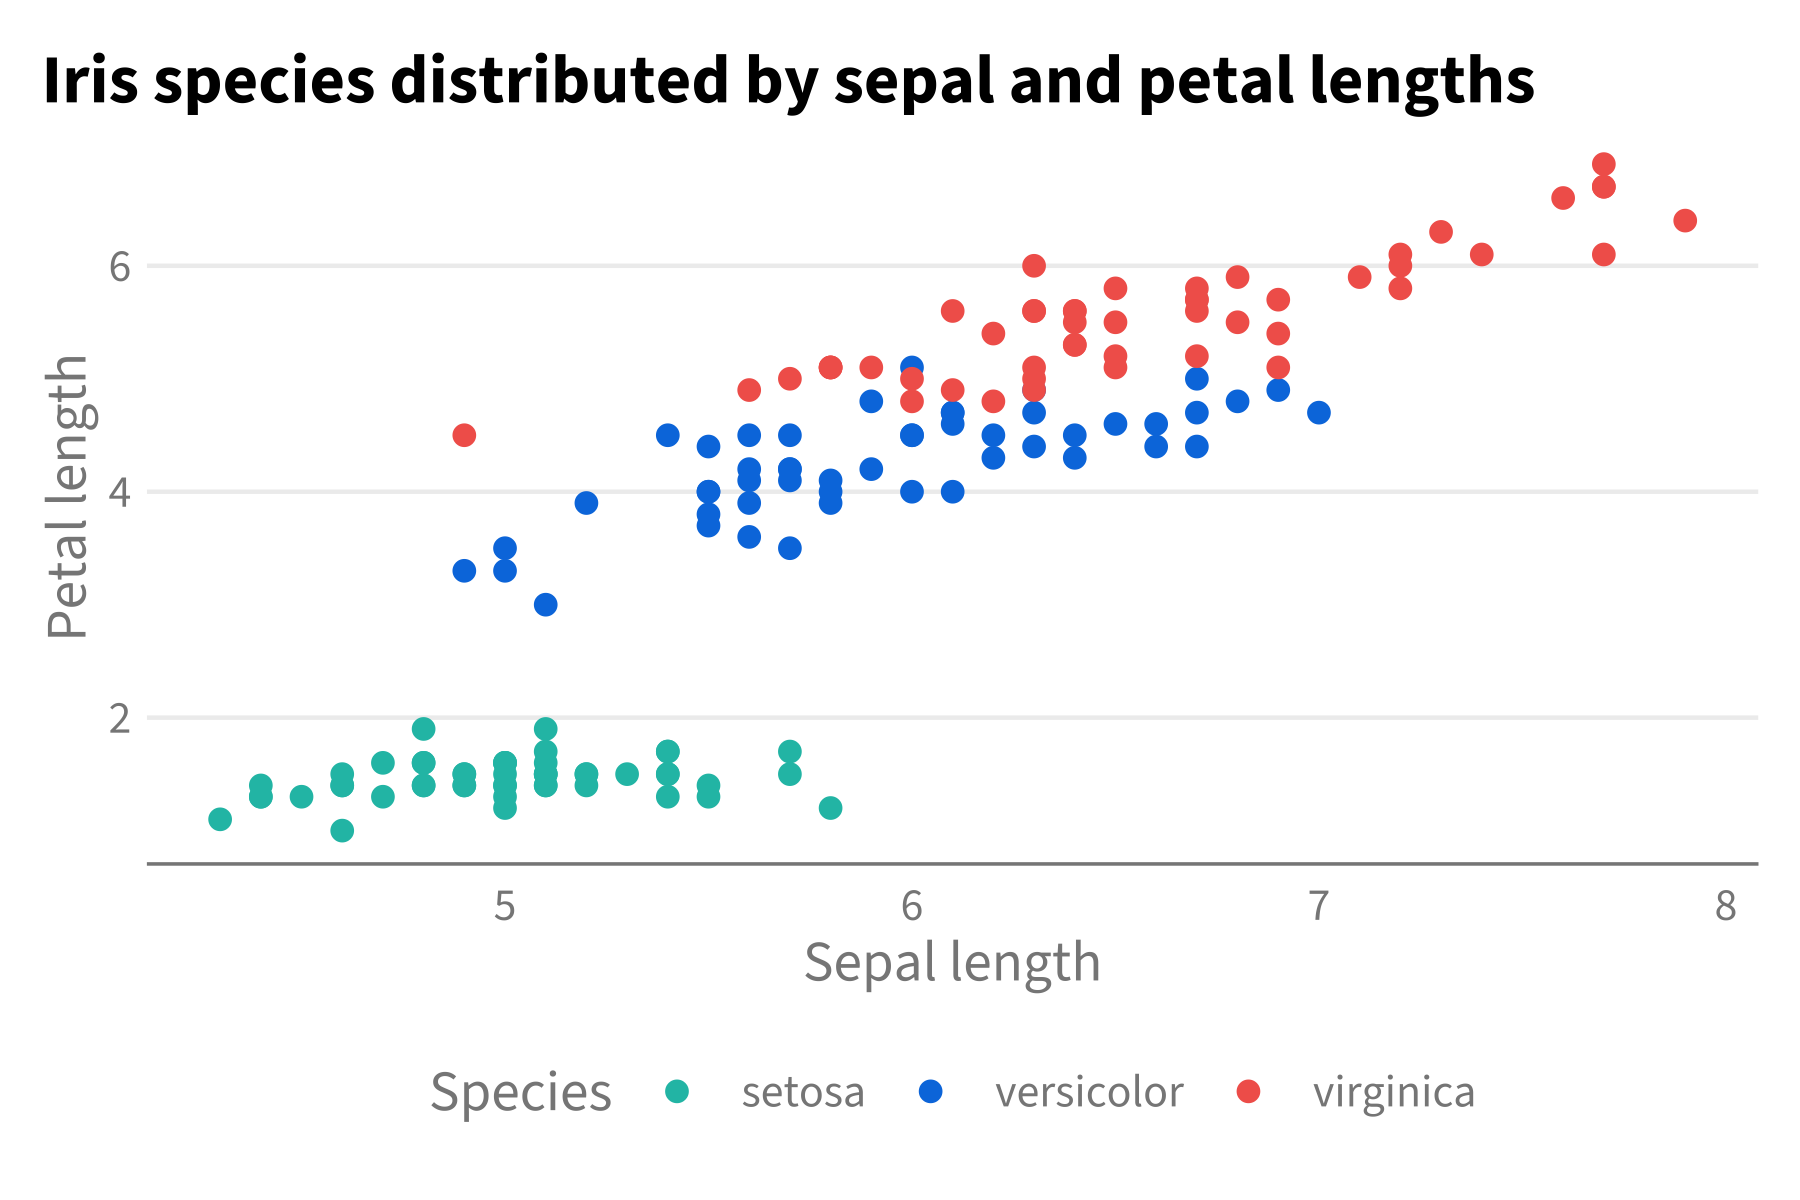 Iris species distributed by sepal and petal lengths
Petal length
6
4
2
5 6 7 8
Sepal length
Species setosa versicolor virginica